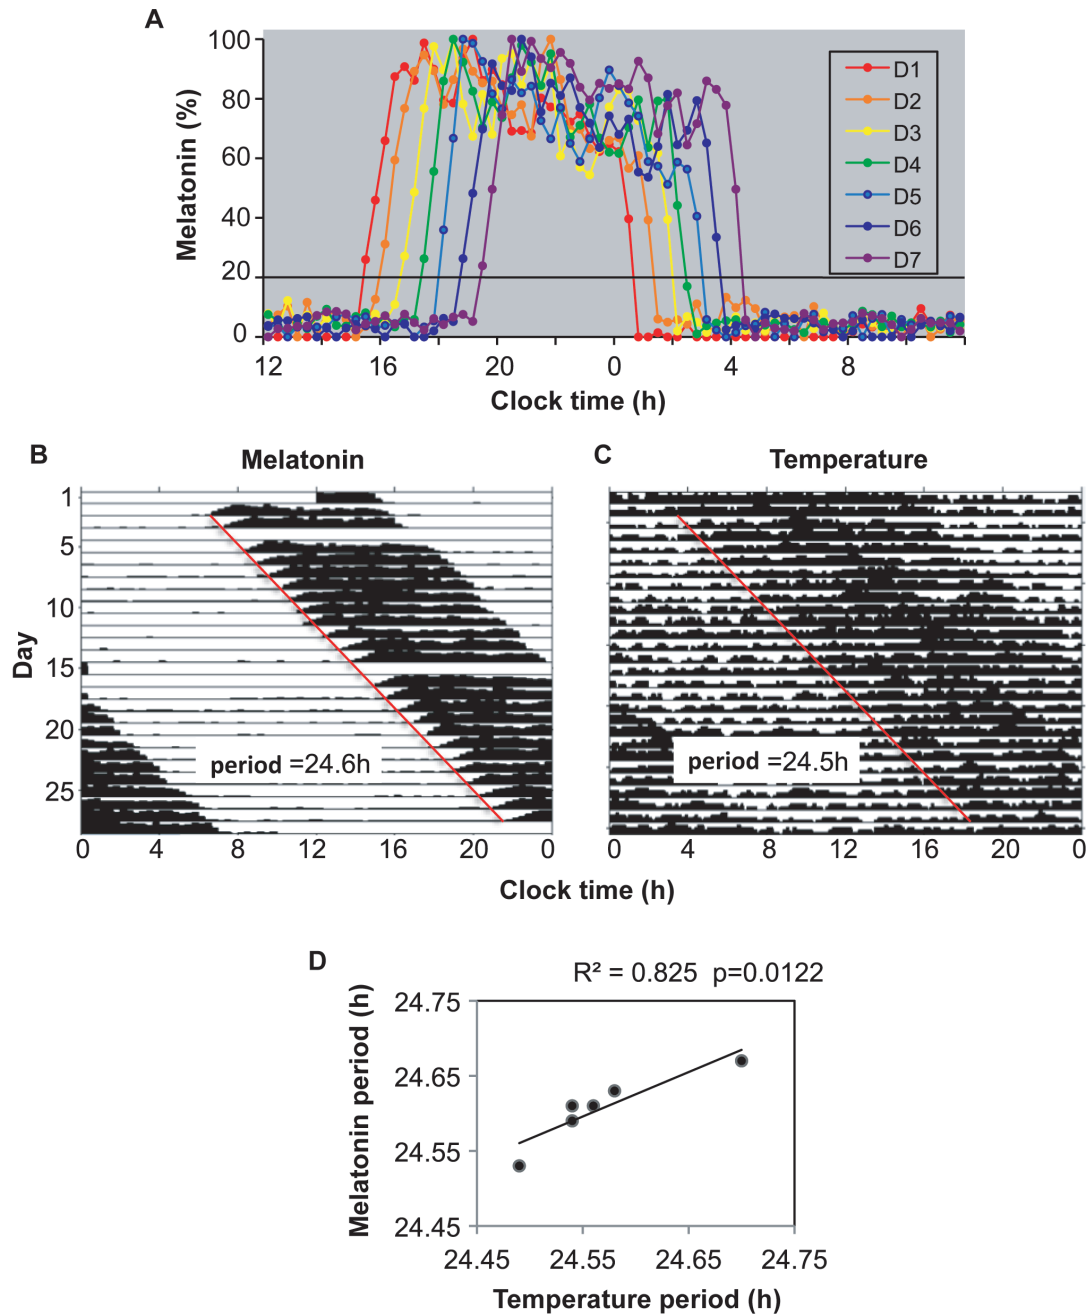 A
Melatonin (%)
100
80
60
40
20
0
D1
D2
D3
D4
D5
D6
D7
12 16 20 0 4 8
Clock time (h)
B Melatonin
C Temperature
Day
1
5
10
15
20
25
period =24.6h
period =24.5h
0 4 8 12 16 20 0
0 4 8 12 16 20 0
Clock time (h)
D
R² = 0.825 p=0.0122
Melatonin period (h)
24.75
24.65
24.55
24.45
24.45 24.55 24.65 24.75
Temperature period (h)